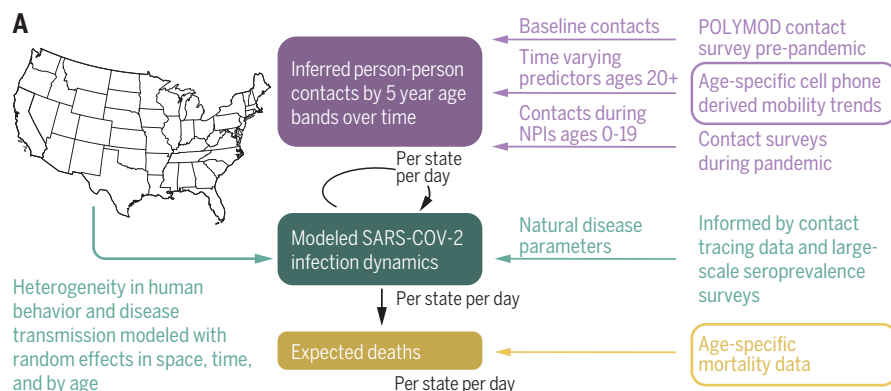 A
Inferred person-person
contacts by 5 year age
bands over time
Baseline contacts
Time varying
predictors ages 20+
Contacts during
NPIs ages 0-19
POLYMOD contact
survey pre-pandemic
Age-specific cell phone
derived mobility trends
Contact surveys
during pandemic
Per state
per day
Modeled SARS-COV-2
infection dynamics
Natural disease
parameters
Informed by contact
tracing data and large-
scale seroprevalence
surveys
Heterogeneity in human
behavior and disease
transmission modeled with
random effects in space, time,
and by age
Per state per day
Expected deaths
Age-specific
mortality data
Per state per day